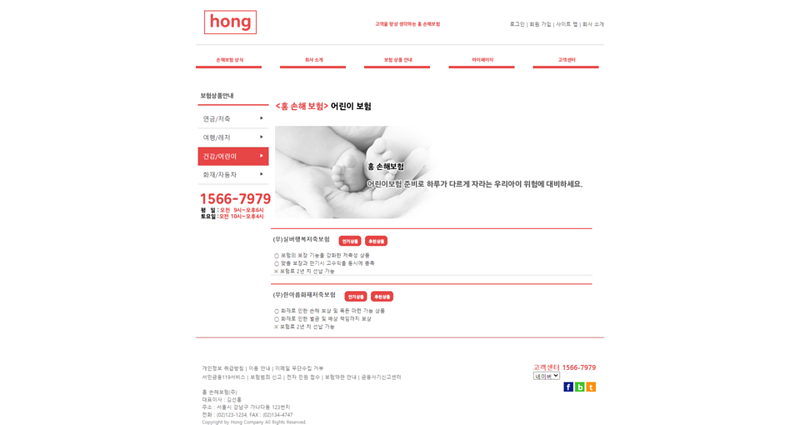 hong
고객을 항상 생각하는 홍 손해보험
로그인 | 회원 가입 | 사이트 맵 | 회사 소개
손해보험 상식
회사 소개
보험 상품 안내
마이페이지
고객센터
보험상품안내
연금/저축
여행/레저
건강/어린이
화재/자동차
1566-7979
평 일 : 오전 9시~오후6시
토요일 : 오전 10시~오후4시
<홍 손해 보험> 어린이 보험
홍 손해보험
어린이보험 준비로 하루가 다르게 자라는 우리아이 위험에 대비하세요.
(무)실버행복저축보험 인기상품 추천상품
○ 보험의 보장 기능을 강화한 저축성 상품
○ 맞춤 보장과 만기시 고수익을 동시에 충족
※ 보험료 2년 치 선납 가능
(무)한아름화재저축보험 인기상품 추천상품
○ 화재로 인한 손해 보상 및 목돈 마련 가능 상품
○ 화재로 인한 벌금 및 배상 책임까지 보상
※ 보험료 2년 치 선납 가능
개인정보 취급방침 | 이용 안내 | 이메일 무단수집 거부
서민금융119서비스 | 보험범죄 신고 | 전자 민원 접수 | 보험약관 안내 | 금융사기신고센터
홍 손해보험(주)
대표이사 : 김선홍
주소 : 서울시 강남구 가나다동 123번지
전화 : (02)123-1234, FAX : (02)134-4747
Copyright by Hong Company All Rights Reserved
고객센터 1566-7979
네이버
f b t